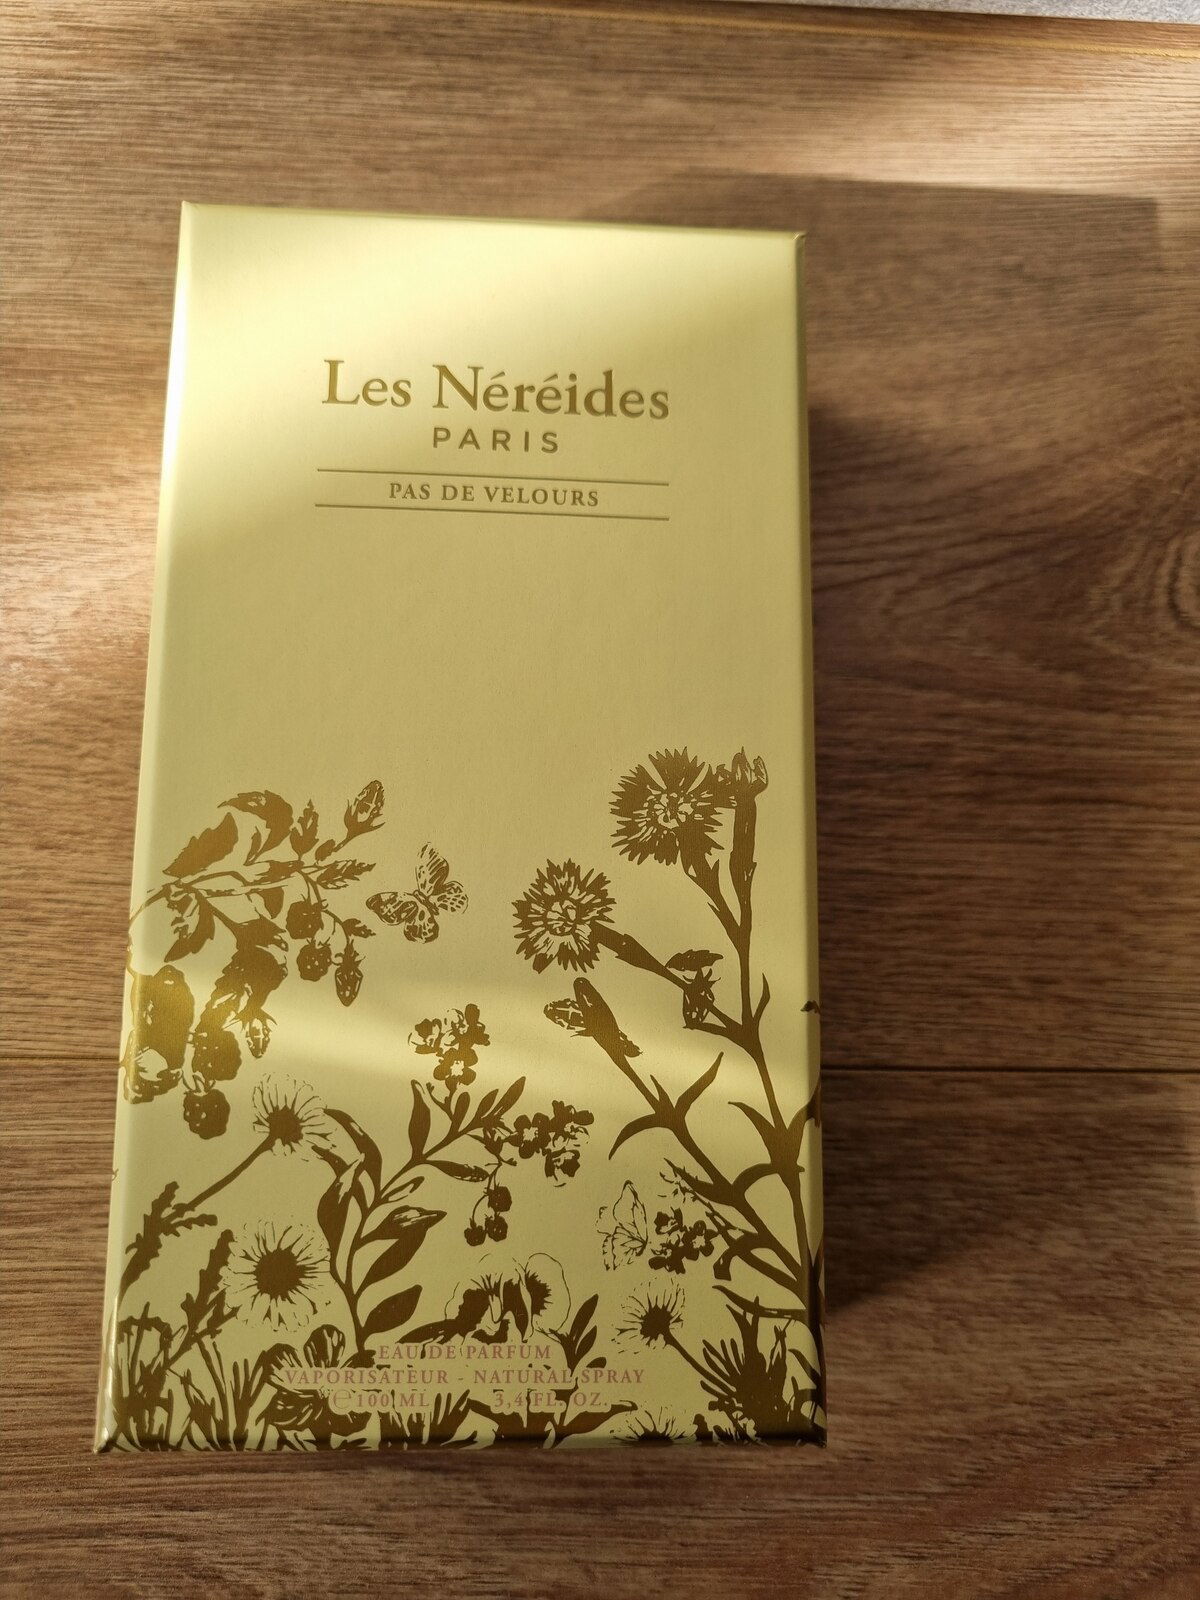 Les Néréides
PARIS
PAS DE VELOURS
EAU DE PARFUM
VAPORISATEUR - NATURAL SPRAY
℮ 100 ML 3,4 FL. OZ.